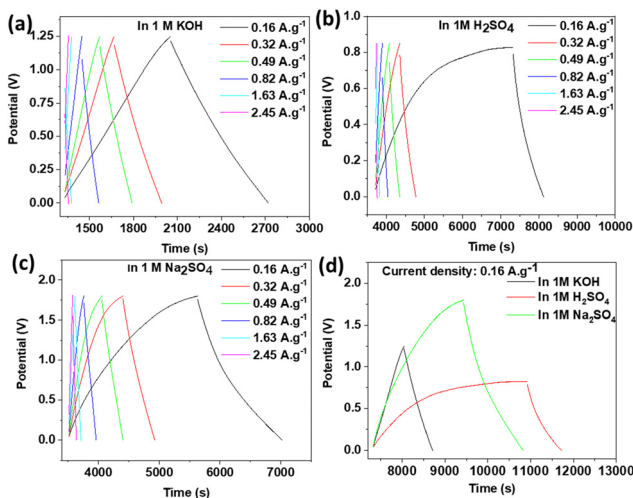 (a)
In 1 M KOH
0.16 A.g⁻¹
0.32 A.g⁻¹
0.49 A.g⁻¹
0.82 A.g⁻¹
1.63 A.g⁻¹
2.45 A.g⁻¹
Potential (V)
1.25
1.00
0.75
0.50
0.25
0.00
1500 1800 2100 2400 2700 3000
Time (s)
(b)
In 1M H₂SO₄
0.16 A.g⁻¹
0.32 A.g⁻¹
0.49 A.g⁻¹
0.82 A.g⁻¹
1.63 A.g⁻¹
2.45 A.g⁻¹
Potential (V)
1.0
0.8
0.6
0.4
0.2
0.0
4000 5000 6000 7000 8000 9000 10000
Time (s)
(c)
in 1 M Na₂SO₄
0.16 A.g⁻¹
0.32 A.g⁻¹
0.49 A.g⁻¹
0.82 A.g⁻¹
1.63 A.g⁻¹
2.45 A.g⁻¹
Potential (V)
2.0
1.5
1.0
0.5
0.0
4000 5000 6000 7000
Time (s)
(d)
Current density: 0.16 A.g⁻¹
In 1M KOH
In 1M H₂SO₄
In 1M Na₂SO₄
Potential (V)
2.0
1.5
1.0
0.5
0.0
8000 9000 10000 11000 12000 13000
Time (s)